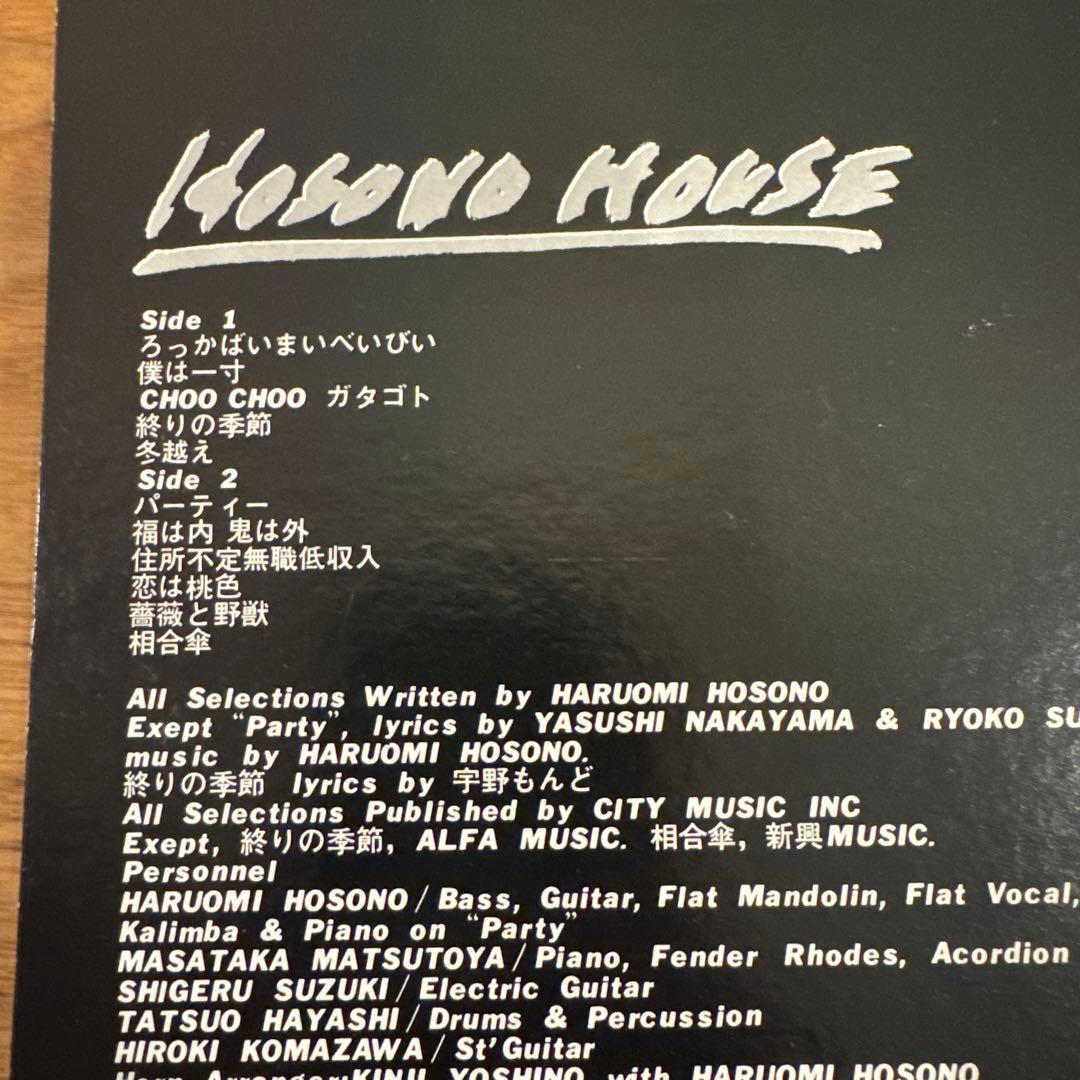 HOSONO HOUSE
Side 1
ろっかばいまいべいびい
僕は一寸
CHOO CHOO ガタゴト
終りの季節
冬越え
Side 2
パーティー
福は内 鬼は外
住所不定無職低収入
恋は桃色
薔薇と野獣
相合傘
All Selections Written by HARUOMI HOSONO
Exept "Party", lyrics by YASUSHI NAKAYAMA & RYOKO
music by HARUOMI HOSONO.
終りの季節 lyrics by 宇野もんど
All Selections Published by CITY MUSIC INC
Exept, 終りの季節, ALFA MUSIC. 相合傘, 新興MUSIC.
Personnel
HARUOMI HOSONO/Bass, Guitar, Flat Mandolin, Flat Vocal,
Kalimba & Piano on "Party"
MASATAKA MATSUTOYA/Piano, Fender Rhodes, Acordion
SHIGERU SUZUKI/Electric Guitar
TATSUO HAYASHI/Drums & Percussion
HIROKI KOMAZAWA/St'Guitar
Horn Arranger:KINJI YOSHINO with HARUOMI HOSONO